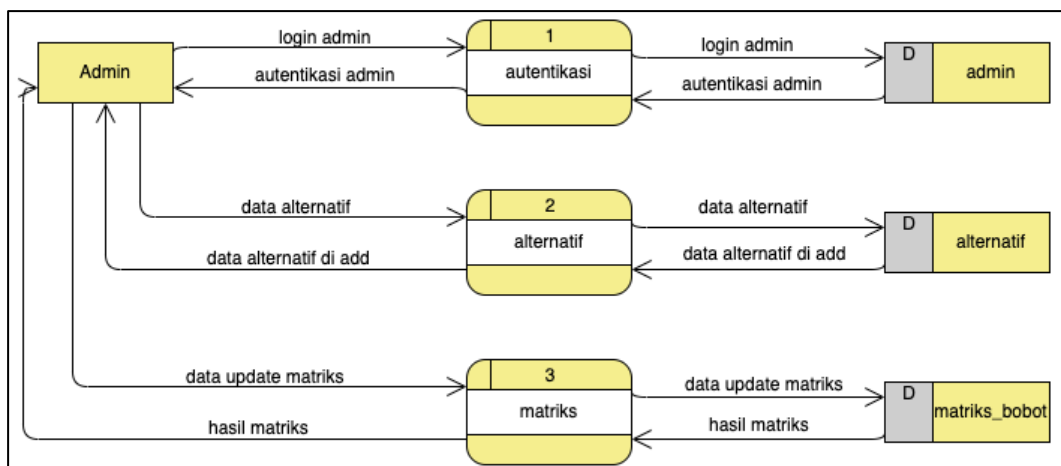 login admin
1
login admin
D
Admin
autentikasi
admin
autentikasi admin
autentikasi admin
2
data alternatif
data alternatif
D
alternatif
alternatif
data alternatif di add
data alternatif di add
3
data update matriks
data update matriks
D
matriks
matriks_bobot
hasil matriks
hasil matriks